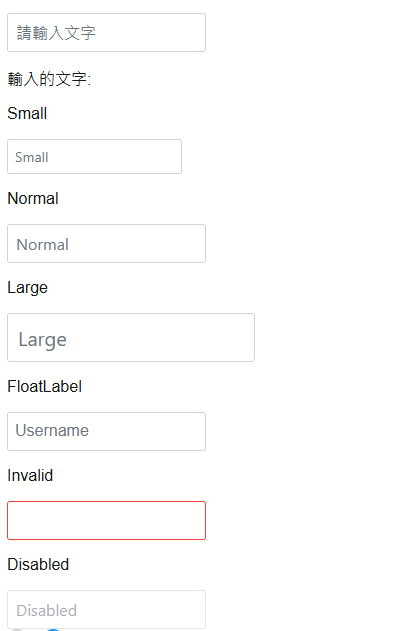 請輸入文字
輸入的文字:
Small
Small
Normal
Normal
Large
Large
FloatLabel
Username
Invalid
Disabled
Disabled